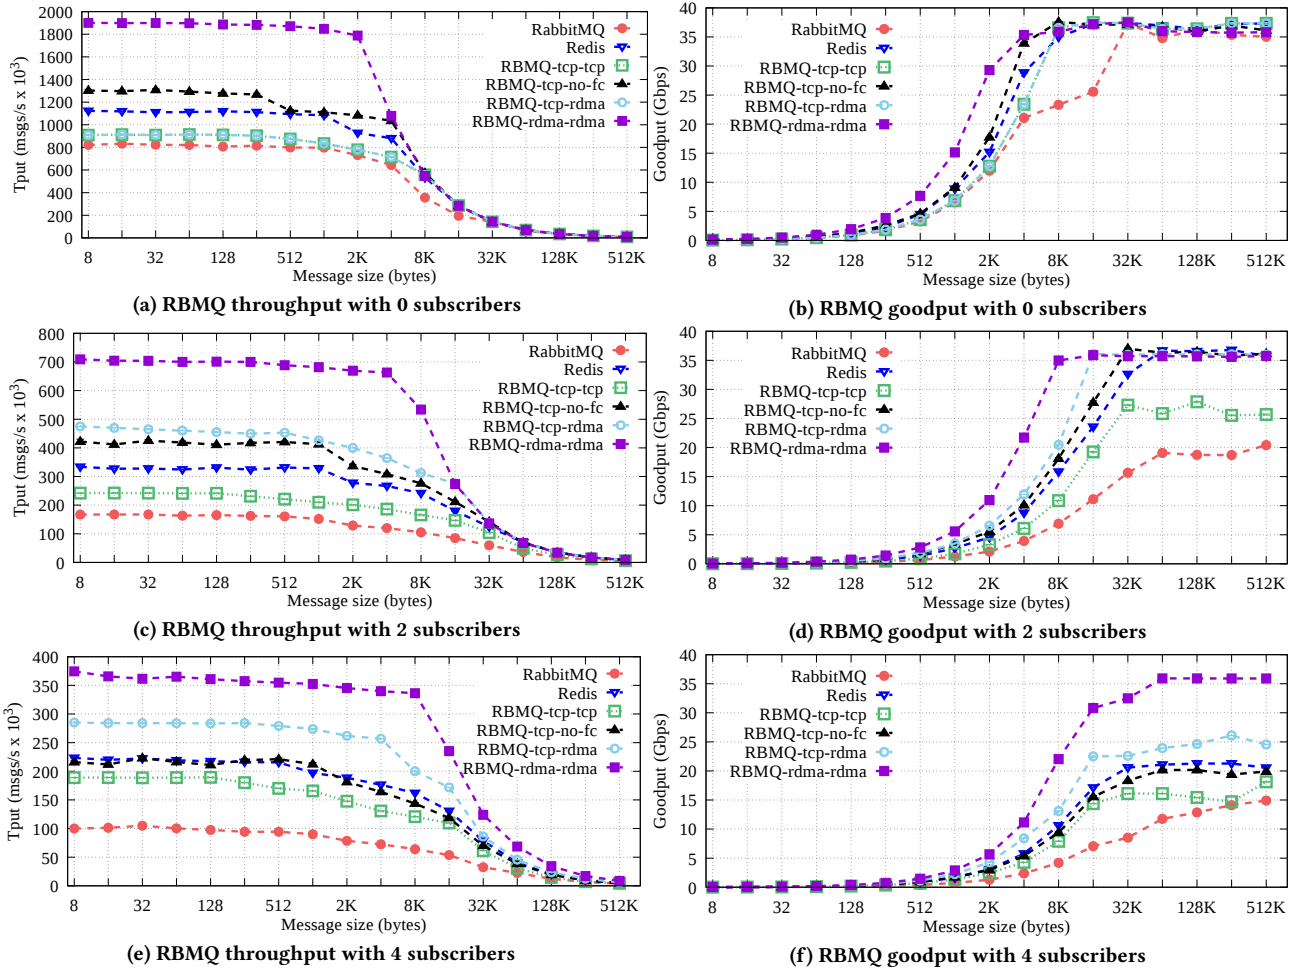 Tput (msgs/s x 10³)
2000
1800
1600
1400
1200
1000
800
600
400
200
0
RabbitMQ
Redis
RBMQ-tcp-tcp
RBMQ-tcp-no-fc
RBMQ-tcp-rdma
RBMQ-rdma-rdma
8 32 128 512 2K 8K 32K 128K 512K
Message size (bytes)
(a) RBMQ throughput with 0 subscribers
Goodput (Gbps)
40
35
30
25
20
15
10
5
0
RabbitMQ
Redis
RBMQ-tcp-tcp
RBMQ-tcp-no-fc
RBMQ-tcp-rdma
RBMQ-rdma-rdma
8 32 128 512 2K 8K 32K 128K 512K
Message size (bytes)
(b) RBMQ goodput with 0 subscribers
Tput (msgs/s x 10³)
800
700
600
500
400
300
200
100
0
RabbitMQ
Redis
RBMQ-tcp-tcp
RBMQ-tcp-no-fc
RBMQ-tcp-rdma
RBMQ-rdma-rdma
8 32 128 512 2K 8K 32K 128K 512K
Message size (bytes)
(c) RBMQ throughput with 2 subscribers
Goodput (Gbps)
40
35
30
25
20
15
10
5
0
RabbitMQ
Redis
RBMQ-tcp-tcp
RBMQ-tcp-no-fc
RBMQ-tcp-rdma
RBMQ-rdma-rdma
8 32 128 512 2K 8K 32K 128K 512K
Message size (bytes)
(d) RBMQ goodput with 2 subscribers
Tput (msgs/s x 10³)
400
350
300
250
200
150
100
50
0
RabbitMQ
Redis
RBMQ-tcp-tcp
RBMQ-tcp-no-fc
RBMQ-tcp-rdma
RBMQ-rdma-rdma
8 32 128 512 2K 8K 32K 128K 512K
Message size (bytes)
(e) RBMQ throughput with 4 subscribers
Goodput (Gbps)
40
35
30
25
20
15
10
5
0
RabbitMQ
Redis
RBMQ-tcp-tcp
RBMQ-tcp-no-fc
RBMQ-tcp-rdma
RBMQ-rdma-rdma
8 32 128 512 2K 8K 32K 128K 512K
Message size (bytes)
(f) RBMQ goodput with 4 subscribers